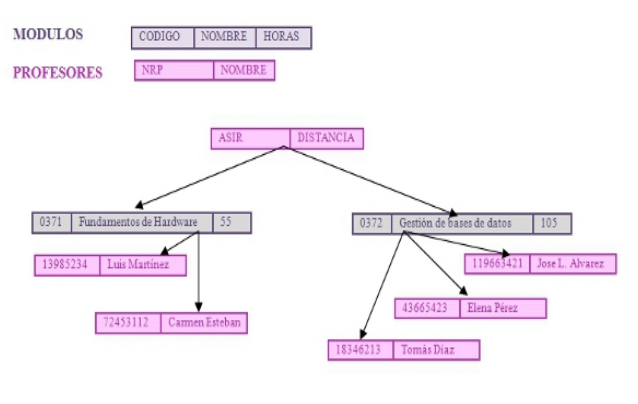 MODULOS CODIGO NOMBRE HORAS
PROFESORES NRP NOMBRE
ASIR DISTANCIA
0371 Fundamentos de Hardware 55
0372 Gestión de bases de datos 105
13985234 Luis Martínez
119663421 Jose L. Alvarez
72453112 Carmen Esteban
43665423 Elena Pérez
18346213 Tomás Díaz